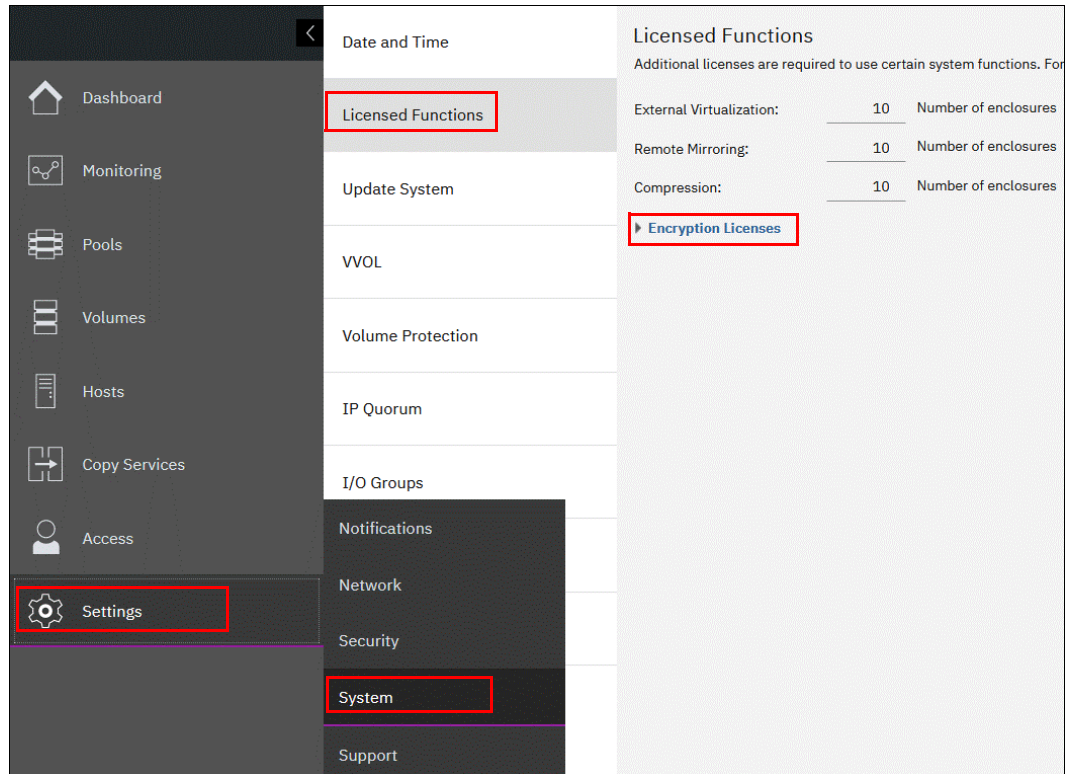 Dashboard
Monitoring
Pools
Volumes
Hosts
Copy Services
Access
Settings
Date and Time
Licensed Functions
Update System
VVOL
Volume Protection
IP Quorum
I/O Groups
Notifications
Network
Security
System
Support
Licensed Functions
Additional licenses are required to use certain system functions. For
External Virtualization: 10 Number of enclosures
Remote Mirroring: 10 Number of enclosures
Compression: 10 Number of enclosures
Encryption Licenses